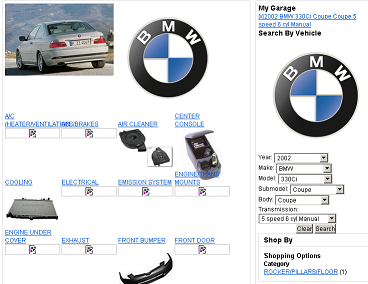 BMW
A/C
(HEATER/VENTILATION)
ABS/BRAKES
AIR CLEANER
CENTER
CONSOLE
COOLING
ELECTRICAL
EMISSION SYSTEM
MOUNTS
ENGINE UNDER
COVER
EXHAUST
FRONT BUMPER
FRONT DOOR
My Garage
2002 BMW 330Ci Coupe Coupe 5
speed 6 cyl Manual
Search By Vehicle
BMW
Year: 2002
Make: BMW
Model: 330Ci
Submodel: Coupe
Body: Coupe
Transmission:
5 speed 6 cyl Manual
Clear Search
Shop By
Shopping Options
Category
ROCKER/PILLARS/FLOOR (1)